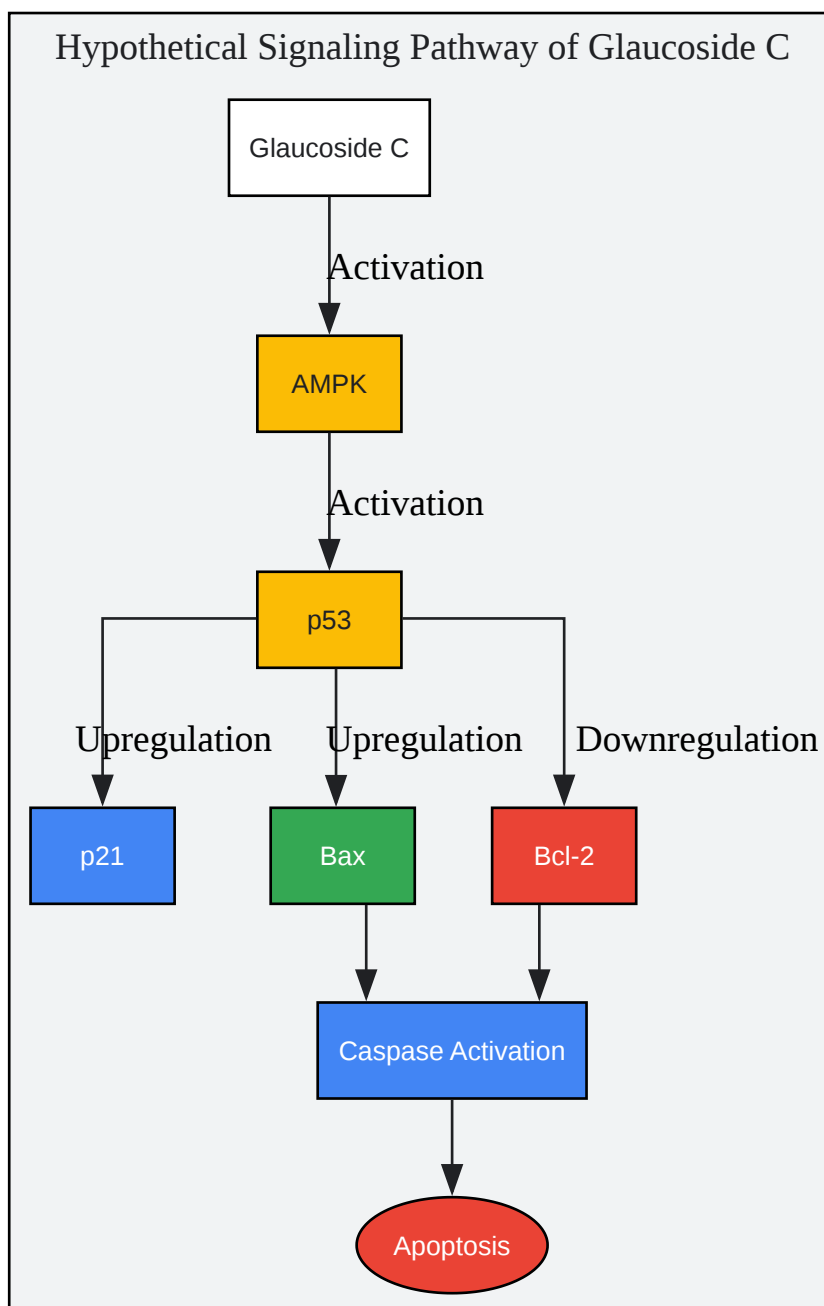 Hypothetical Signaling Pathway of Glaucoside C
Glaucoside C
Activation
AMPK
Activation
p53
Upregulation
Upregulation
Downregulation
p21
Bax
Bcl-2
Caspase Activation
Apoptosis